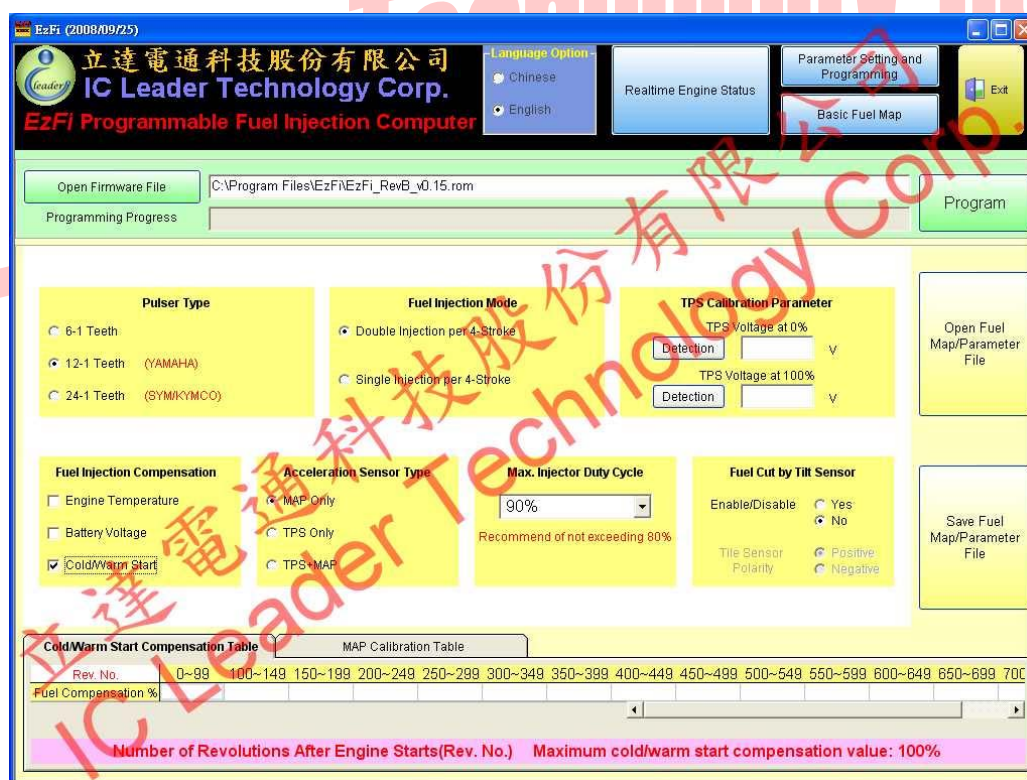 EzFi (2008/09/25)
立達電通科技股份有限公司
IC Leader Technology Corp.
EzFi Programmable Fuel Injection Computer
leader
Language Option
Chinese
English
Realtime Engine Status
Parameter Setting and Programming
Basic Fuel Map
Exit
Open Firmware File
C:\Program Files\EzFi\EzFi_RevB_v0.15.rom
Programming Progress
Program
Pulser Type
6-1 Teeth
12-1 Teeth (YAMAHA)
24-1 Teeth (SYM/KYMCO)
Fuel Injection Mode
Double Injection per 4-Stroke
Single Injection per 4-Stroke
TPS Calibration Parameter
TPS Voltage at 0%
Detection V
TPS Voltage at 100%
Detection V
Open Fuel
Map/Parameter
File
Fuel Injection Compensation
Engine Temperature
Battery Voltage
Cold/Warm Start
Acceleration Sensor Type
MAP Only
TPS Only
TPS+MAP
Max. Injector Duty Cycle
90%
Recommend of not exceeding 80%
Fuel Cut by Tilt Sensor
Enable/Disable Yes
No
Tile Sensor Polarity
Positive
Negative
Save Fuel
Map/Parameter
File
Cold/Warm Start Compensation Table MAP Calibration Table
Rev. No. 0~99 100~149 150~199 200~249 250~299 300~349 350~399 400~449 450~499 500~549 550~599 600~649 650~699 700
Fuel Compensation %
Number of Revolutions After Engine Starts(Rev. No.) Maximum cold/warm start compensation value: 100%
立達電通科技股份有限公司
IC Leader Technology Corp.